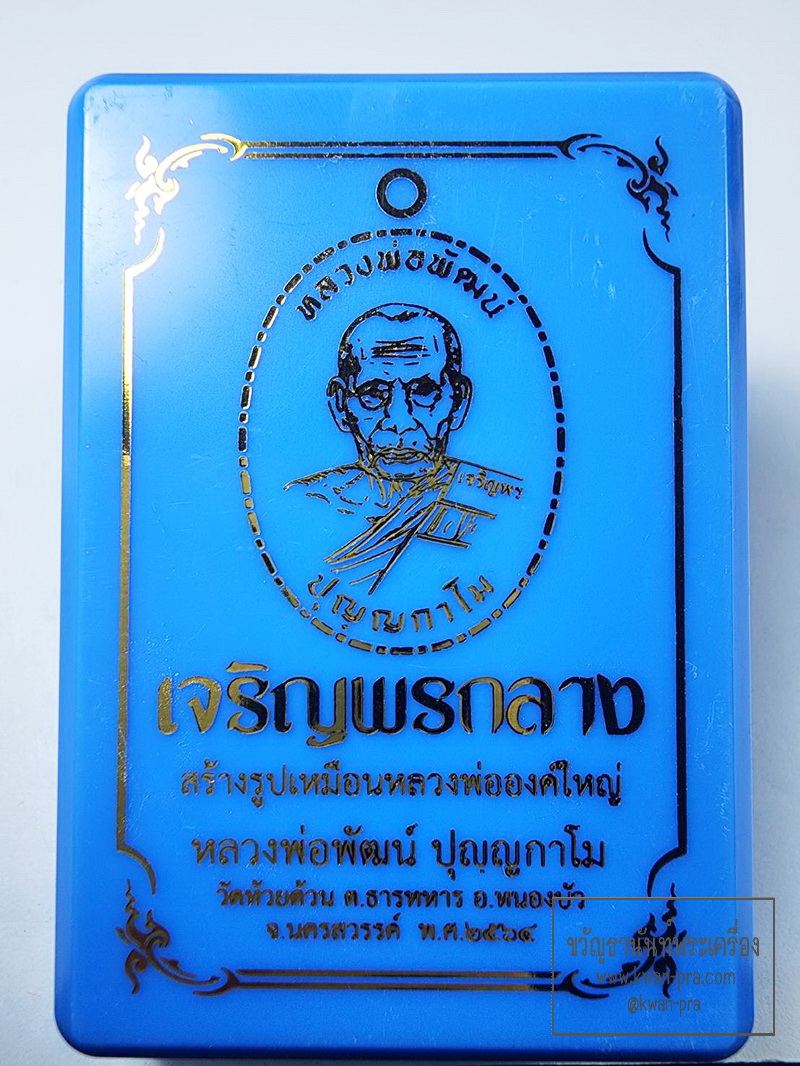 หลวงพ่อพัฒน์
เจริญพร
ปุญฺญกาโม
เจริญพรกลาง
สร้างรูปเหมือนหลวงพ่อองค์ใหญ่
หลวงพ่อพัฒน์ ปุญฺญกาโม
วัดห้วยด้วน ต.ธารทหาร อ.หนองบัว
จ.นครสวรรค์ พ.ศ.๒๕๖๔
ขวัญธานันท์พระเครื่อง
www.kwan-pra.com
@kwan-pra